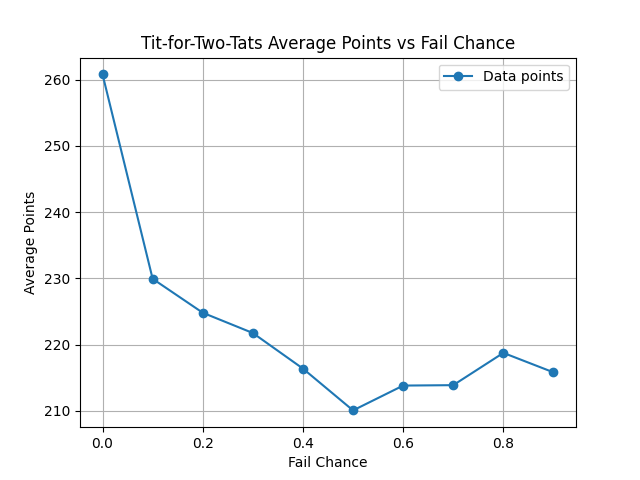 Tit-for-Two-Tats Average Points vs Fail Chance
Data points
Average Points
260
250
240
230
220
210
0.0 0.2 0.4 0.6 0.8
Fail Chance